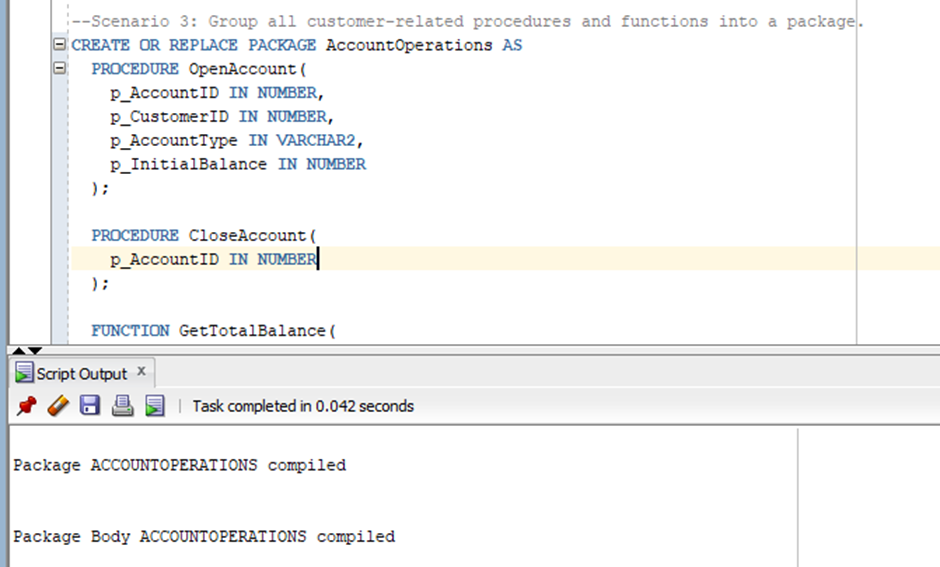 --Scenario 3: Group all customer-related procedures and functions into a package.
CREATE OR REPLACE PACKAGE AccountOperations AS
  PROCEDURE OpenAccount(
    p_AccountID IN NUMBER,
    p_CustomerID IN NUMBER,
    p_AccountType IN VARCHAR2,
    p_InitialBalance IN NUMBER
  );
  PROCEDURE CloseAccount(
    p_AccountID IN NUMBER
  );
  FUNCTION GetTotalBalance(
Script Output x
Task completed in 0.042 seconds
Package ACCOUNTOPERATIONS compiled
Package Body ACCOUNTOPERATIONS compiled